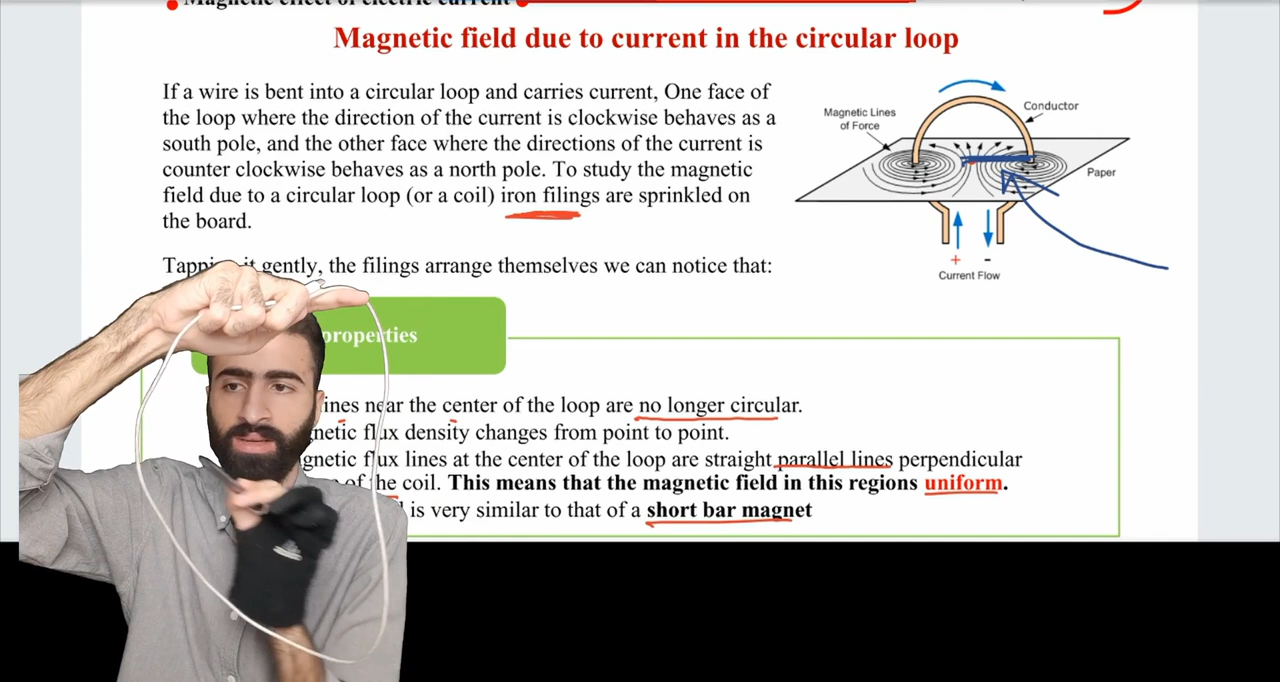 Magnetic effect of electric current
Magnetic field due to current in the circular loop
If a wire is bent into a circular loop and carries current, One face of
the loop where the direction of the current is clockwise behaves as a
south pole, and the other face where the directions of the current is
counter clockwise behaves as a north pole. To study the magnetic
field due to a circular loop (or a coil) iron filings are sprinkled on
the board.
gently, the filings arrange themselves we can notice that:
Magnetic Lines
of Force
Conductor
Paper
+ -
Current Flow
properties
near the center of the loop are no longer circular.
flux density changes from point to point.
flux lines at the center of the loop are straight parallel lines perpendicular
of the coil. This means that the magnetic field in this regions uniform.
is very similar to that of a short bar magnet